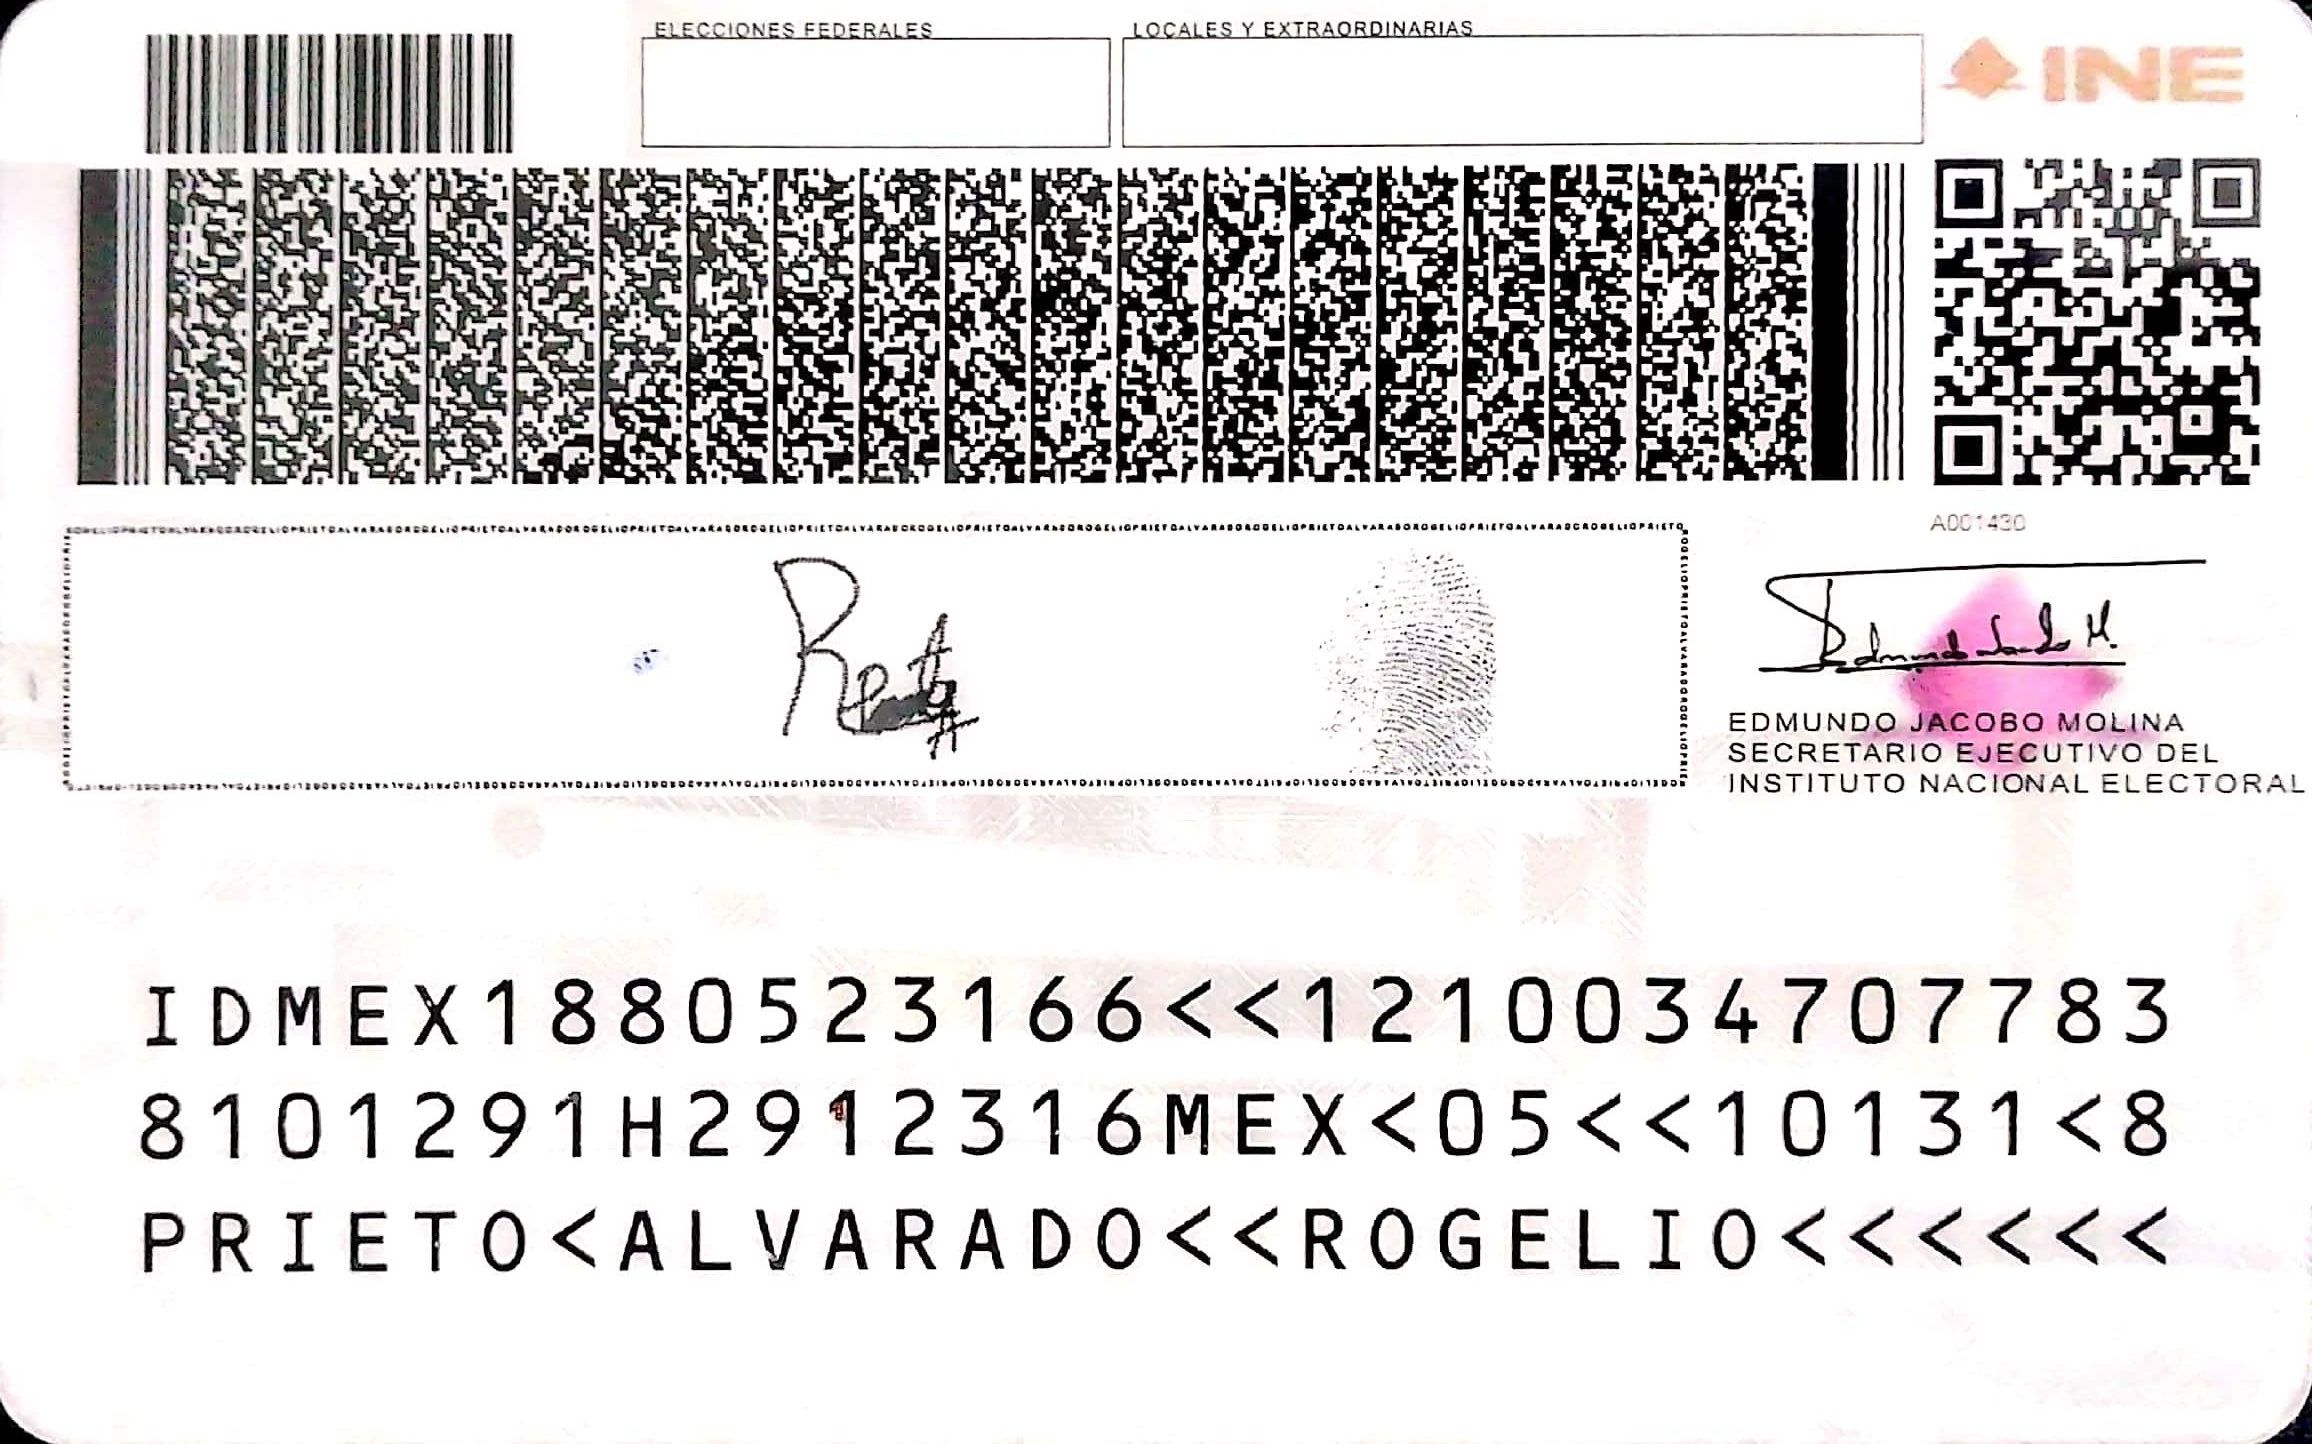 ELECCIONES FEDERALES
LOCALES Y EXTRAORDINARIAS
INE
A001430
EDMUNDO JACOBO MOLINA
SECRETARIO EJECUTIVO DEL
INSTITUTO NACIONAL ELECTORAL
IDMEX1880523166<<1210034707783
8101291H2912316MEX<05<<10131<8
PRIETO<ALVARADO<<ROGELIO<<<<<<